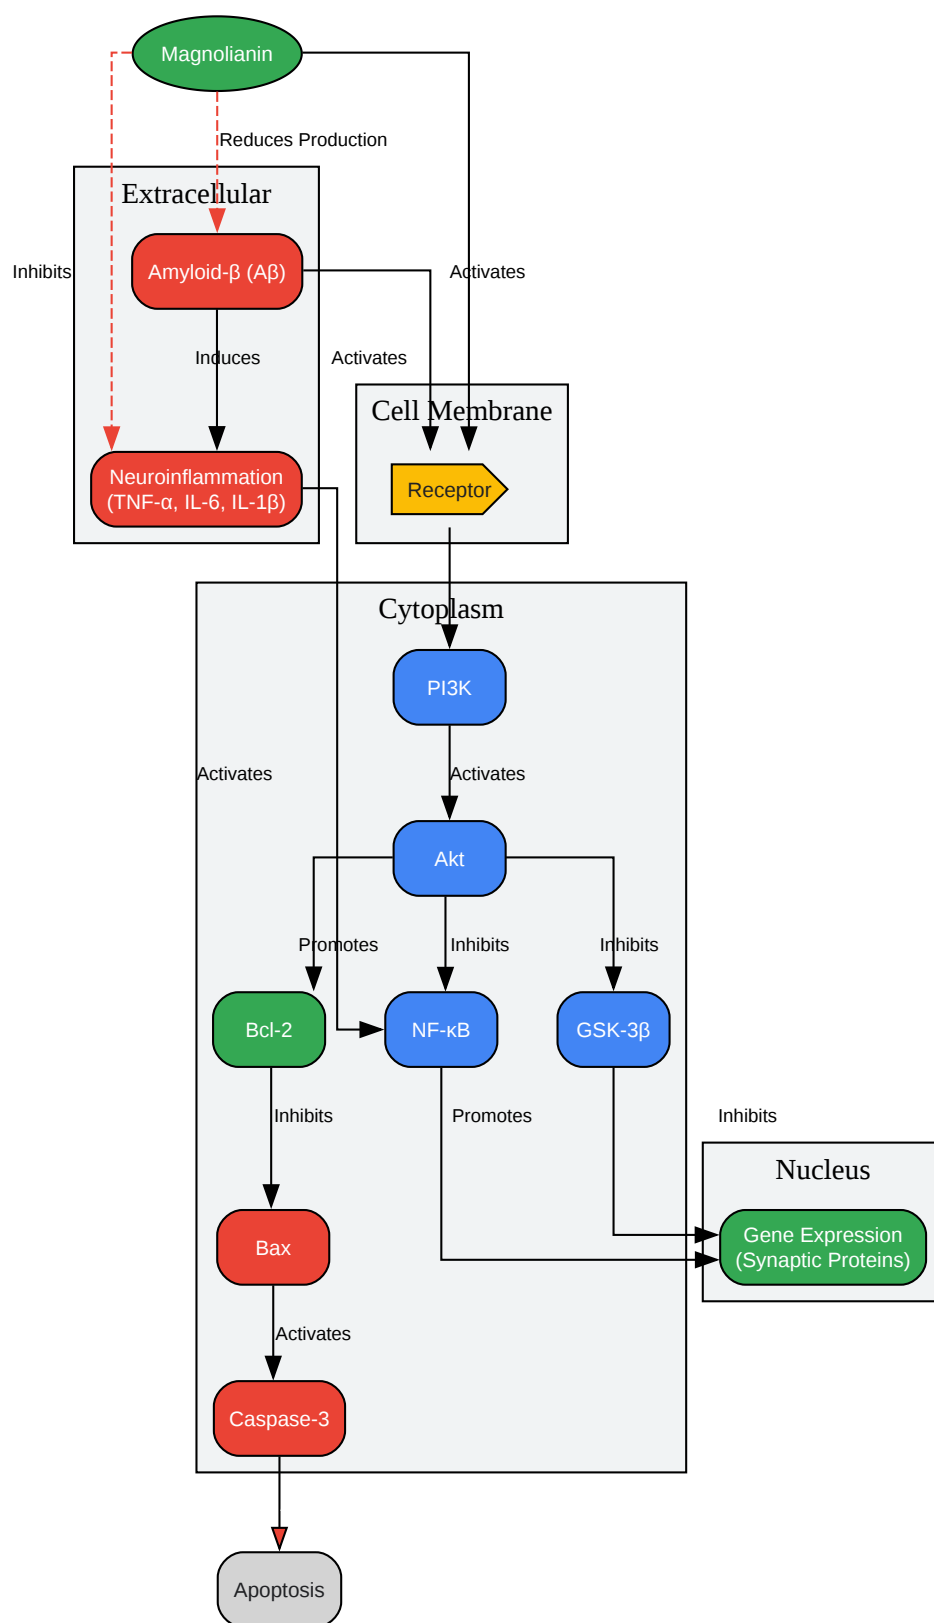 Magnolianin
Reduces Production
Extracellular
Inhibits
Amyloid-β (Aβ)
Activates
Induces
Activates
Cell Membrane
Neuroinflammation
(TNF-α, IL-6, IL-1β)
Receptor
Cytoplasm
PI3K
Activates
Activates
Akt
Promotes
Inhibits
Inhibits
Bcl-2
NF-κB
GSK-3β
Inhibits
Promotes
Inhibits
Nucleus
Bax
Gene Expression
(Synaptic Proteins)
Activates
Caspase-3
Apoptosis